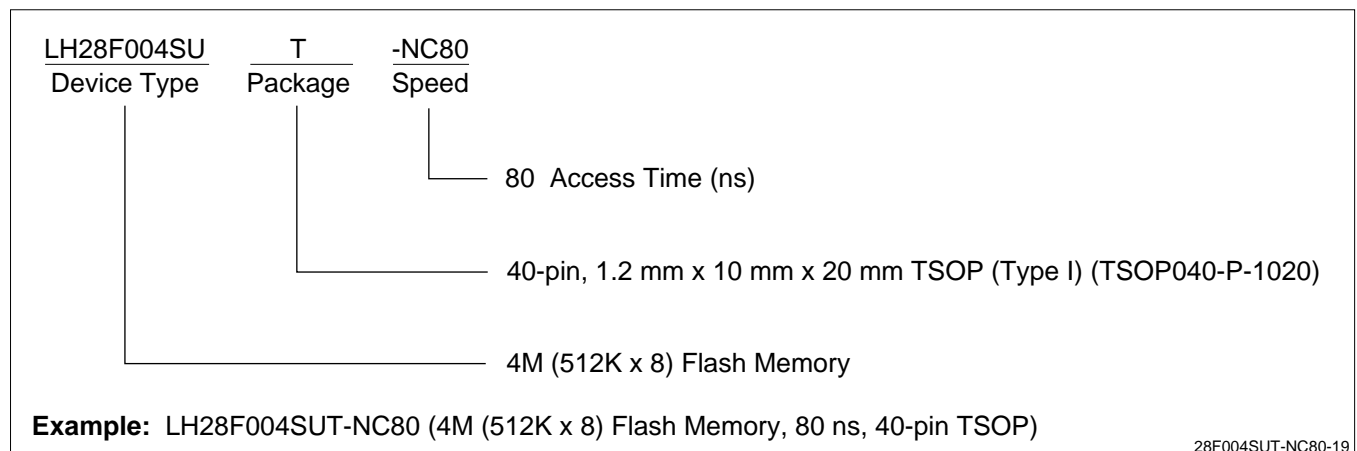 LH28F004SU T -NC80
Device Type Package Speed
80 Access Time (ns)
40-pin, 1.2 mm x 10 mm x 20 mm TSOP (Type I) (TSOP040-P-1020)
4M (512K x 8) Flash Memory
Example: LH28F004SUT-NC80 (4M (512K x 8) Flash Memory, 80 ns, 40-pin TSOP)
28F004SUT-NC80-19